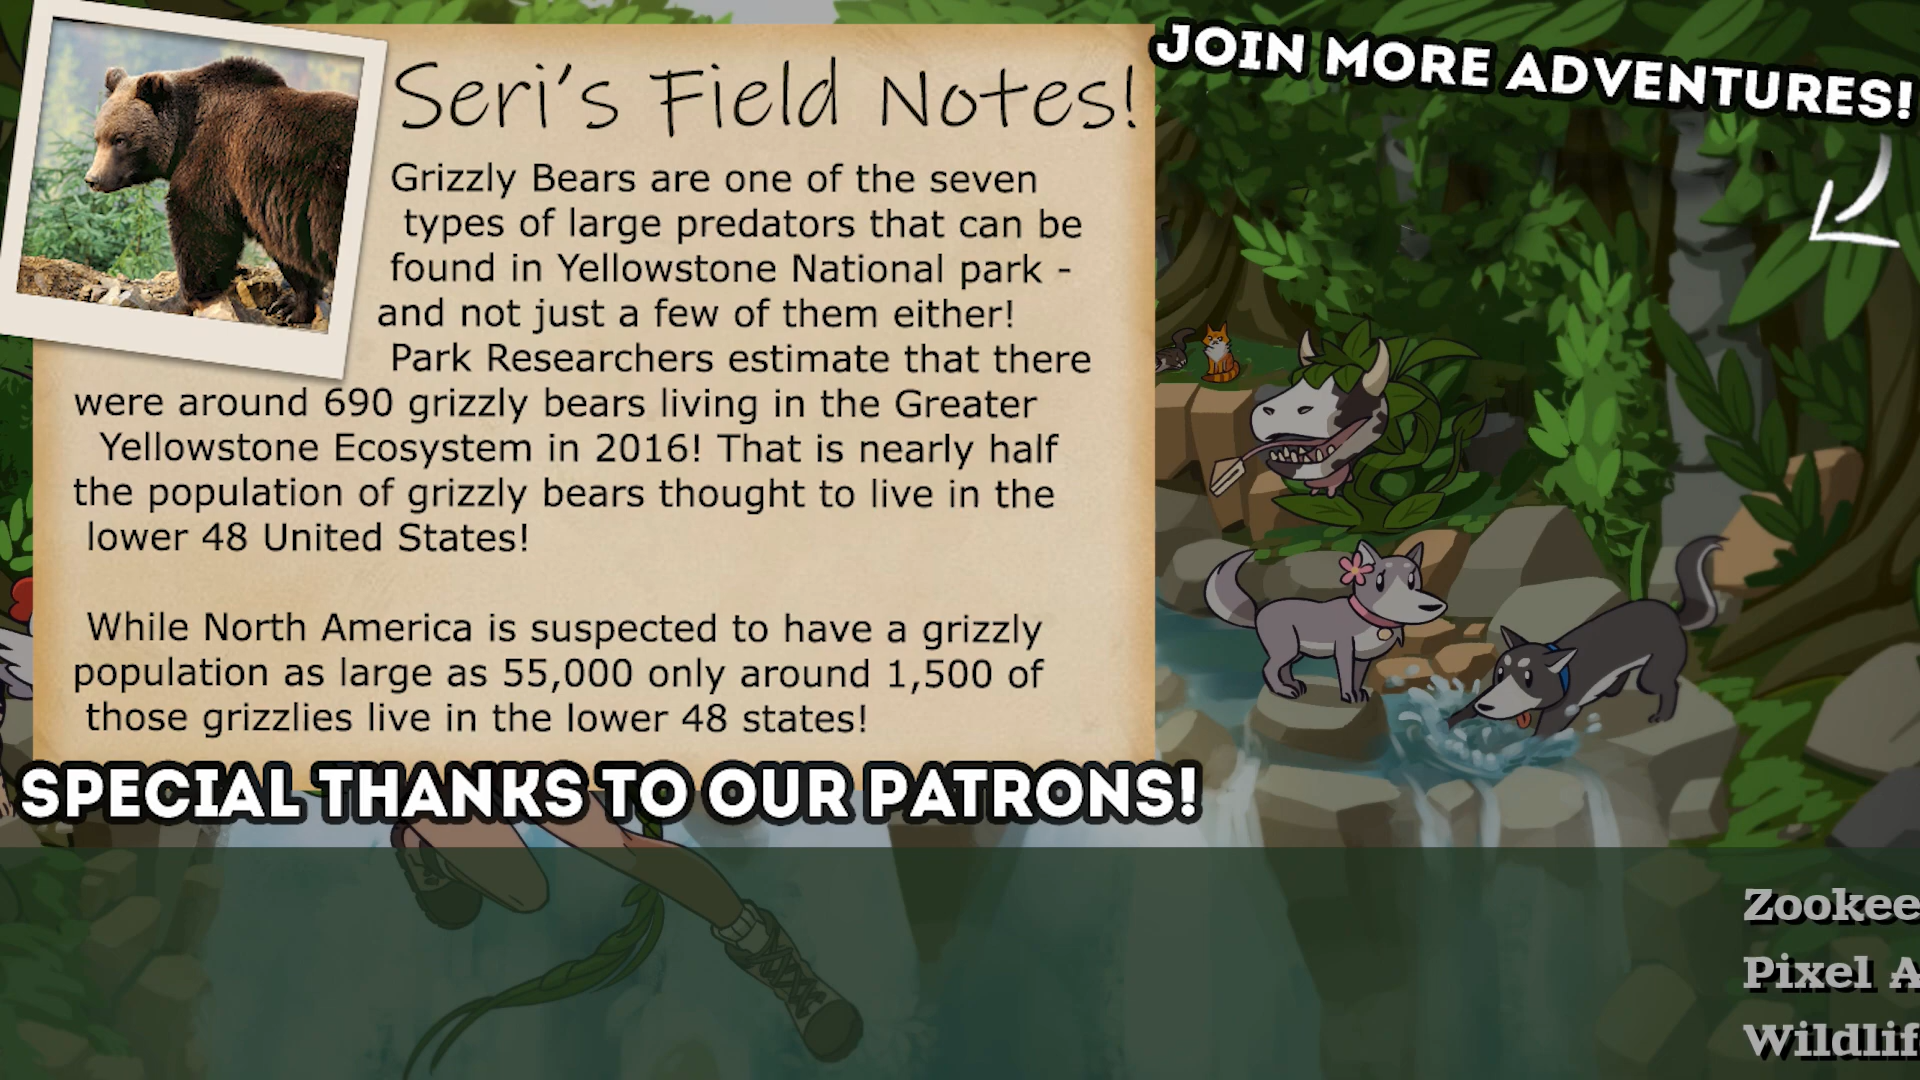 Seri's Field Notes!
Grizzly Bears are one of the seven
types of large predators that can be
found in Yellowstone National park -
and not just a few of them either!
Park Researchers estimate that there
were around 690 grizzly bears living in the Greater
Yellowstone Ecosystem in 2016! That is nearly half
the population of grizzly bears thought to live in the
lower 48 United States!
While North America is suspected to have a grizzly
population as large as 55,000 only around 1,500 of
those grizzlies live in the lower 48 states!
JOIN MORE ADVENTURES!
SPECIAL THANKS TO OUR PATRONS!
Zookee
Pixel A
Wildlif